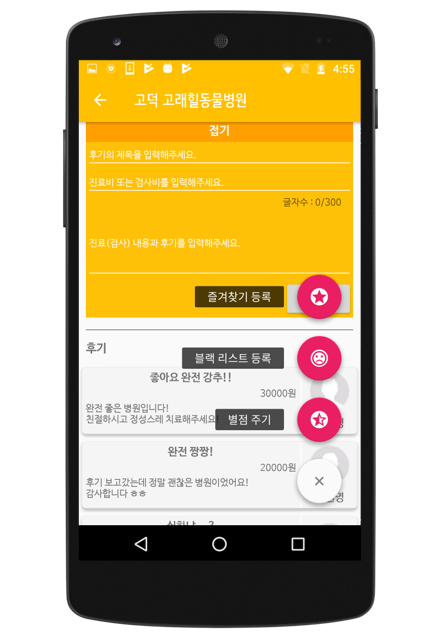 4:55
고덕 고래힐동물병원
접기
후기의 제목을 입력해주세요.
진료비 또는 검사비를 입력해주세요.
글자수 : 0/300
진료(검사) 내용과 후기를 입력해주세요.
즐겨찾기 등록
후기
블랙 리스트 등록
좋아요 완전 강추!!
30000원
완전 좋은 병원입니다!
친절하시고 정성스레 치료해주세요!
별점 주기
완전 짱짱!
20000원
후기 보고갔는데 정말 괜찮은 병원이었어요!
감사합니다 ㅎㅎ